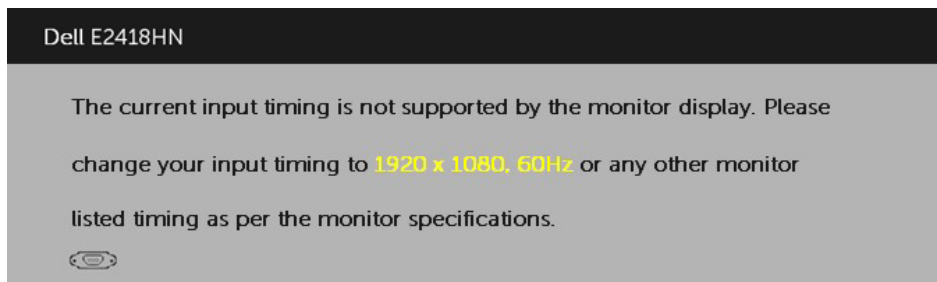 Dell E2418HN
The current input timing is not supported by the monitor display. Please
change your input timing to 1920 x 1080, 60Hz or any other monitor
listed timing as per the monitor specifications.